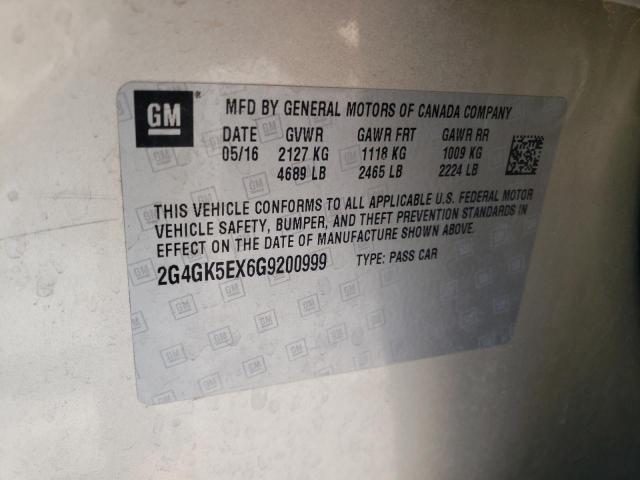 GM®
MFD BY GENERAL MOTORS OF CANADA COMPANY
DATE GVWR GAWR FRT GAWR RR
05/16 2127 KG 1118 KG 1009 KG
4689 LB 2465 LB 2224 LB
THIS VEHICLE CONFORMS TO ALL APPLICABLE U.S. FEDERAL MOTOR
VEHICLE SAFETY, BUMPER, AND THEFT PREVENTION STANDARDS IN
EFFECT ON THE DATE OF MANUFACTURE SHOWN ABOVE.
2G4GK5EX6G9200999 TYPE: PASS CAR